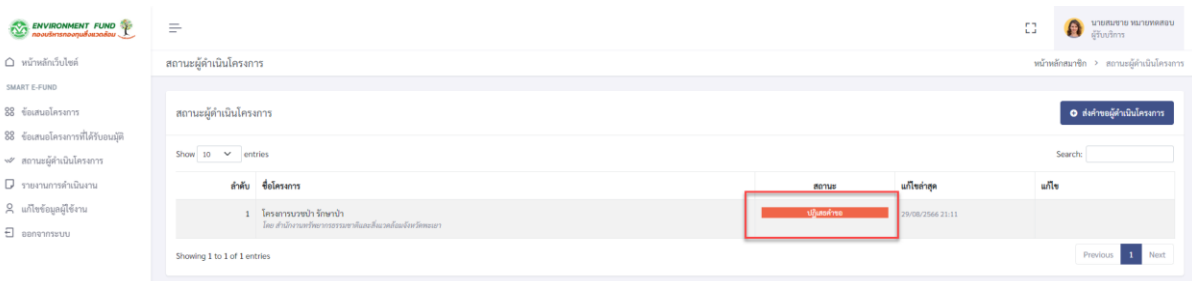 ENVIRONMENT FUND
กองบริหารกองทุนสิ่งแวดล้อม
นายสมชาย หมายทดสอบ
ผู้รับบริการ
หน้าหลักเว็บไซต์
สถานะผู้ดำเนินโครงการ
หน้าหลักสมาชิก > สถานะผู้ดำเนินโครงการ
SMART E-FUND
ข้อเสนอโครงการ
ข้อเสนอโครงการที่ได้รับอนุมัติ
สถานะผู้ดำเนินโครงการ
รายงานการดำเนินงาน
แก้ไขข้อมูลผู้ใช้งาน
ออกจากระบบ
สถานะผู้ดำเนินโครงการ
ส่งคำขอผู้ดำเนินโครงการ
Show 10 entries
Search:
ลำดับ ชื่อโครงการ สถานะ แก้ไขล่าสุด แก้ไข
1 โครงการบวชป่า รักษาป่า ปฏิเสธคำขอ 29/08/2566 21:11
โดย สำนักงานทรัพยากรธรรมชาติและสิ่งแวดล้อมจังหวัดพะเยา
Showing 1 to 1 of 1 entries
Previous 1 Next